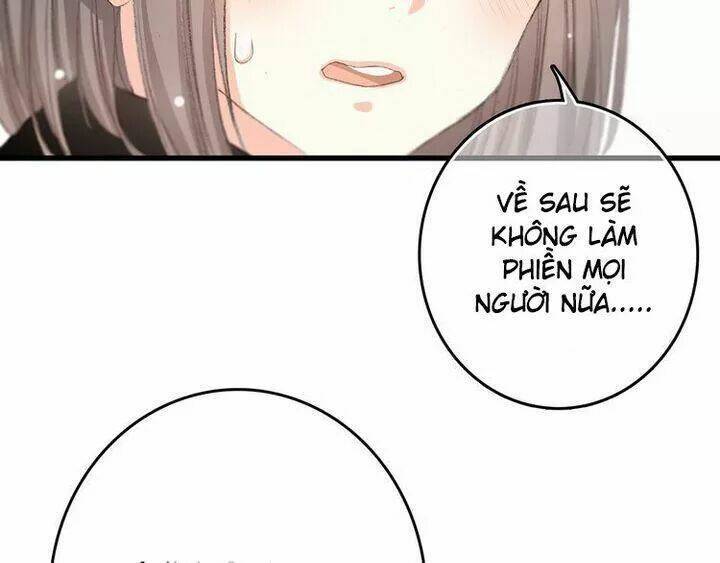 VỀ SAU SẼ
KHÔNG LÀM
PHIỀN MỌI
NGƯỜI NỮA.....